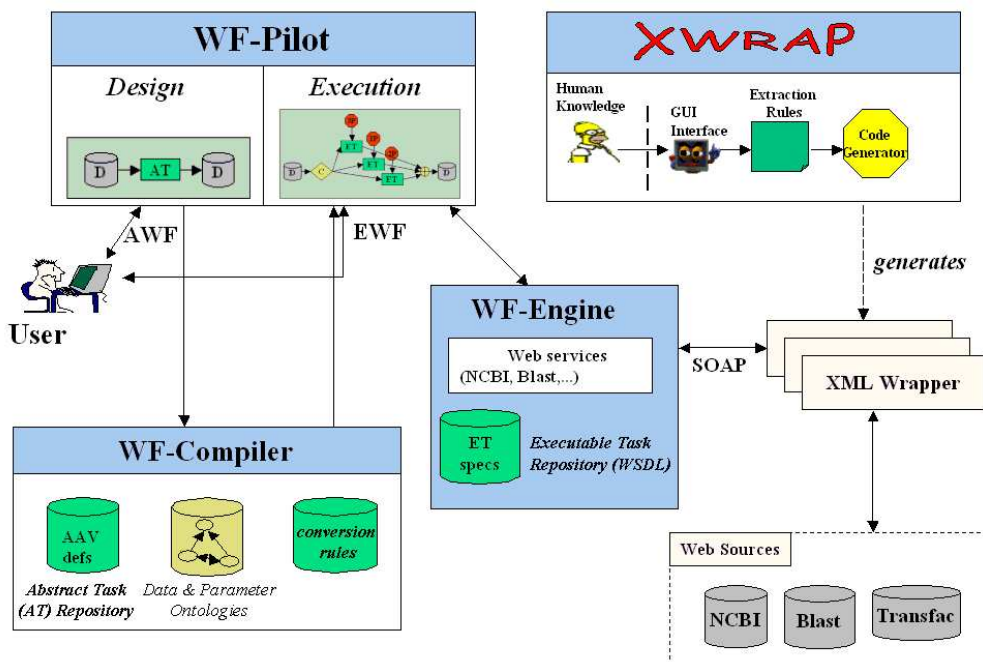 WF-Pilot
Design
Execution
D
AT
D
D
C
ET
ET
ET
D
XWRAP
Human
Knowledge
GUI
Interface
Extraction
Rules
Code
Generator
AWF
EWF
User
generates
WF-Engine
Web services
(NCBI, Blast,...)
ET
specs
Executable Task
Repository (WSDL)
SOAP
XML Wrapper
WF-Compiler
AAV
defs
conversion
rules
Abstract Task
(AT) Repository
Data & Parameter
Ontologies
Web Sources
NCBI
Blast
Transfac